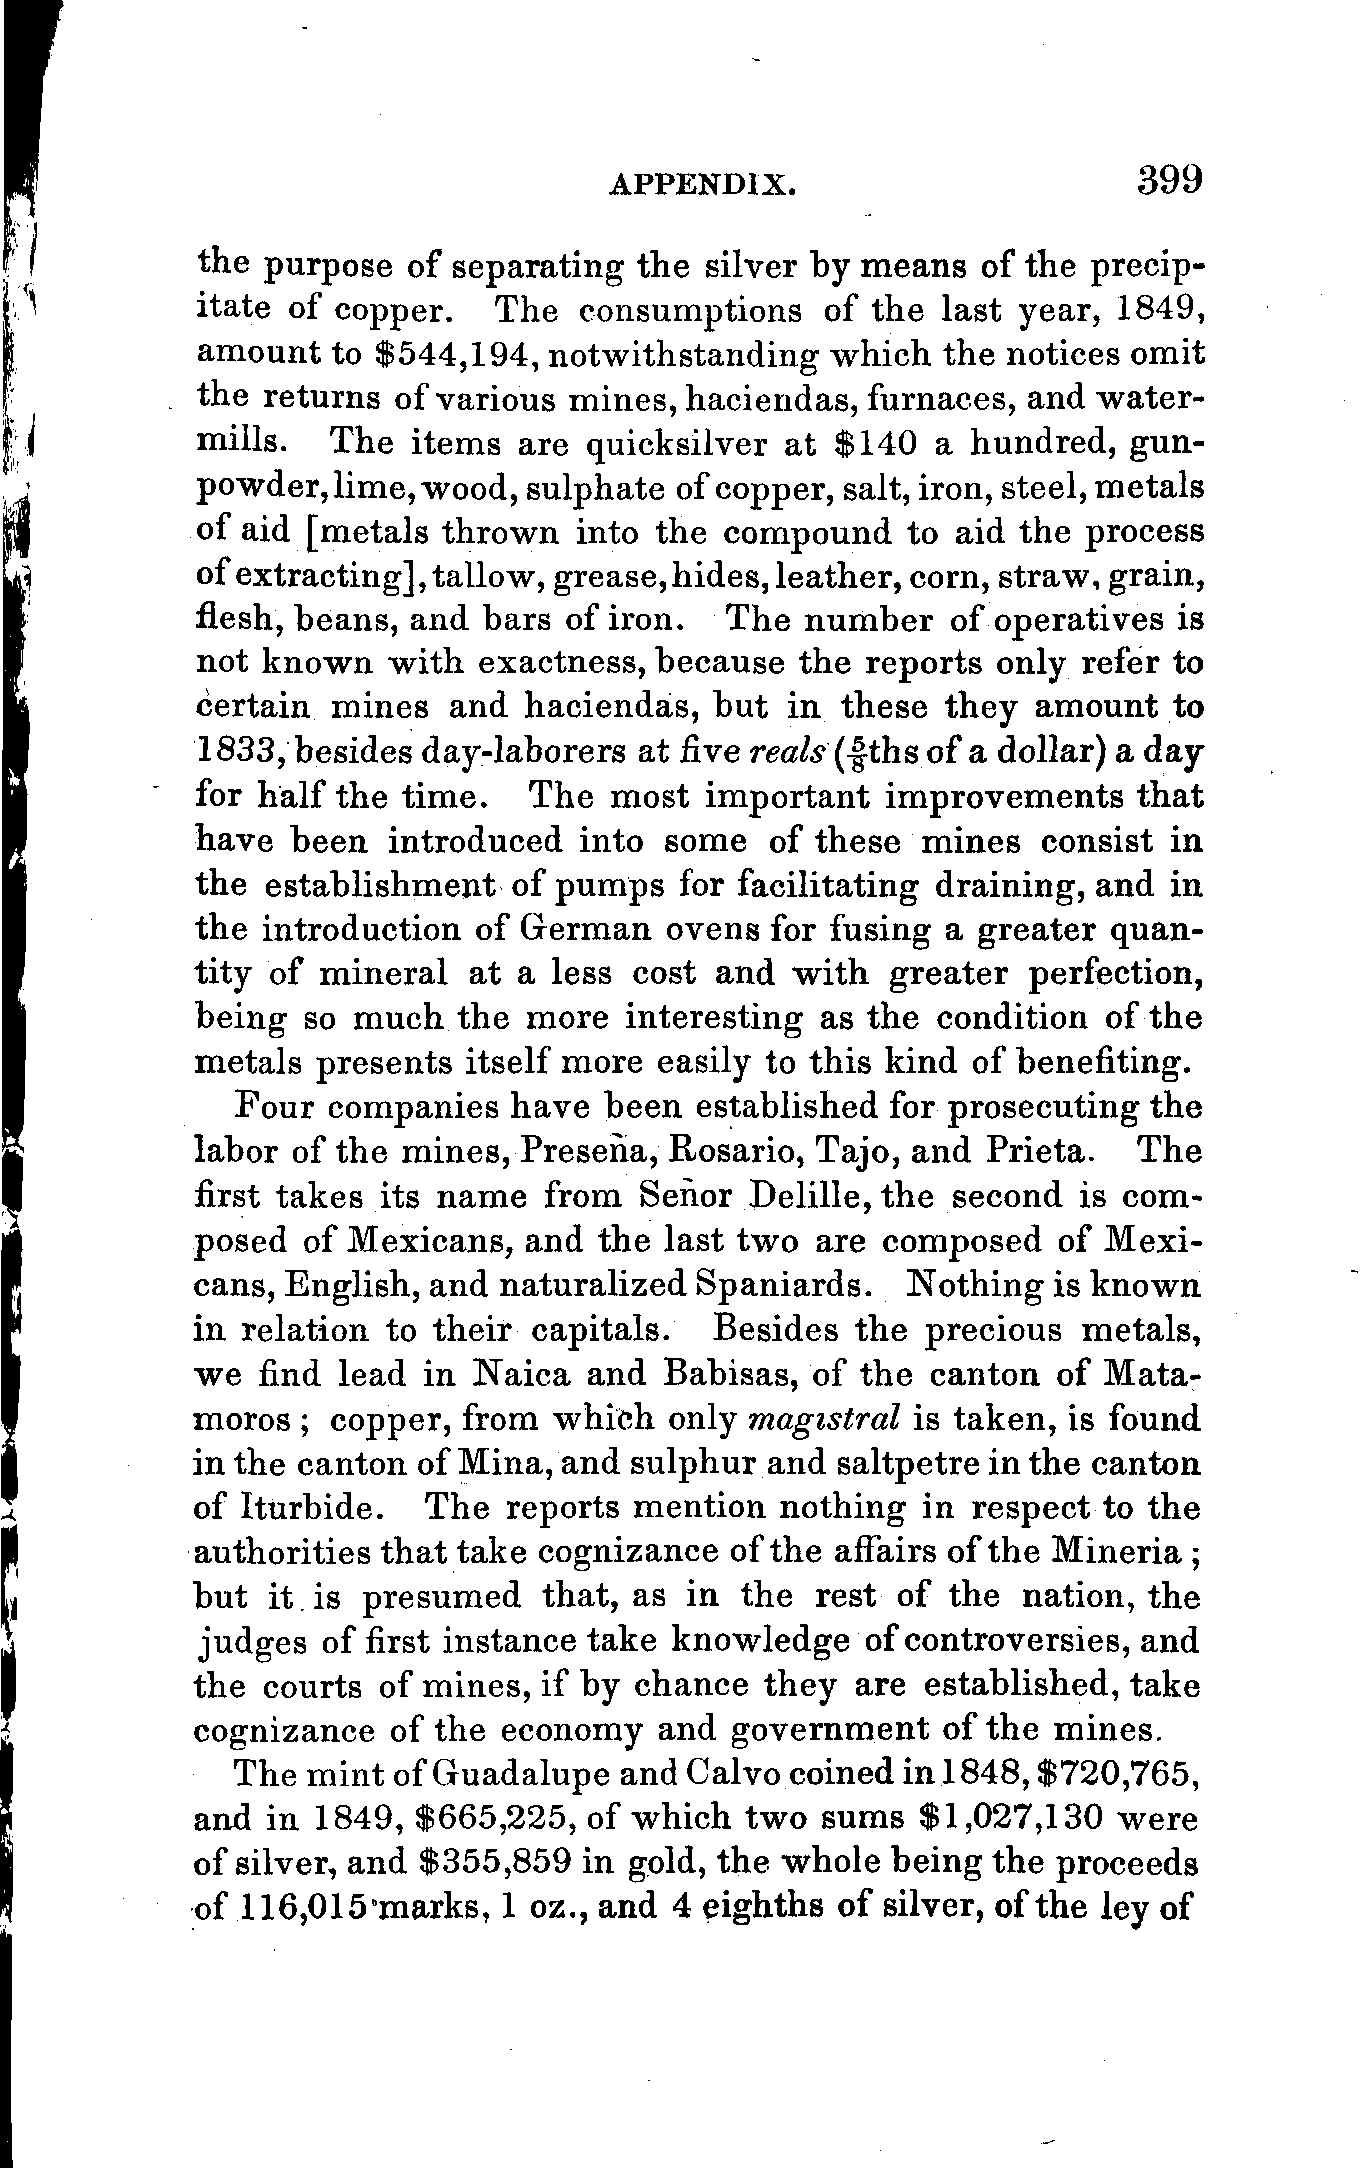 APPENDIX. 399
the purpose of separating the silver by means of the precip-
itate of copper. The consumptions of the last year, 1849,
amount to $544,194, notwithstanding which the notices omit
the returns of various mines, haciendas, furnaces, and water-
mills. The items are quicksilver at $140 a hundred, gun-
powder, lime, wood, sulphate of copper, salt, iron, steel, metals
of aid [metals thrown into the compound to aid the process
of extracting], tallow, grease, hides, leather, corn, straw, grain,
flesh, beans, and bars of iron. The number of operatives is
not known with exactness, because the reports only refer to
certain mines and haciendas, but in these they amount to
1833, besides day-laborers at five reals (⅝ths of a dollar) a day
for half the time. The most important improvements that
have been introduced into some of these mines consist in
the establishment of pumps for facilitating draining, and in
the introduction of German ovens for fusing a greater quan-
tity of mineral at a less cost and with greater perfection,
being so much the more interesting as the condition of the
metals presents itself more easily to this kind of benefiting.
Four companies have been established for prosecuting the
labor of the mines, Preseña, Rosario, Tajo, and Prieta. The
first takes its name from Señor Delille, the second is com-
posed of Mexicans, and the last two are composed of Mexi-
cans, English, and naturalized Spaniards. Nothing is known
in relation to their capitals. Besides the precious metals,
we find lead in Naica and Babisas, of the canton of Mata-
moros ; copper, from which only magistral is taken, is found
in the canton of Mina, and sulphur and saltpetre in the canton
of Iturbide. The reports mention nothing in respect to the
authorities that take cognizance of the affairs of the Mineria ;
but it is presumed that, as in the rest of the nation, the
judges of first instance take knowledge of controversies, and
the courts of mines, if by chance they are established, take
cognizance of the economy and government of the mines.
The mint of Guadalupe and Calvo coined in 1848, $720,765,
and in 1849, $665,225, of which two sums $1,027,130 were
of silver, and $355,859 in gold, the whole being the proceeds
of 116,015 marks, 1 oz., and 4 eighths of silver, of the ley of